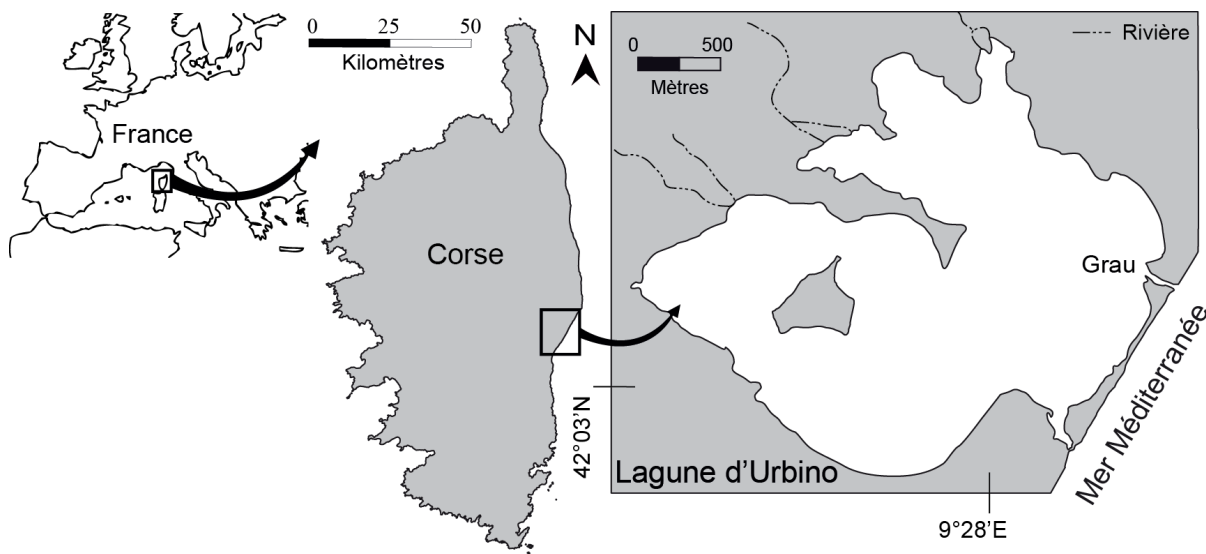 France
0 25 50
Kilomètres
Corse
N
0 500
Mètres
Rivière
Grau
Mer Méditerranée
42°03'N
Lagune d'Urbino
9°28'E